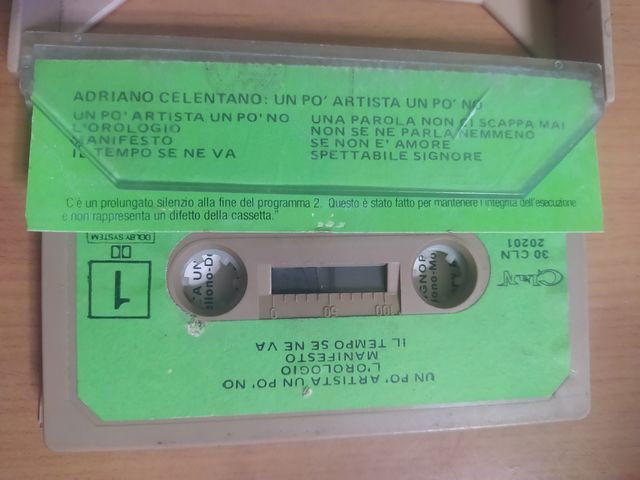 ADRIANO CELENTANO: UN PO' ARTISTA UN PO' NO
UN PO' ARTISTA UN PO' NO
L'OROLOGIO
MANIFESTO
IL TEMPO SE NE VA
UNA PAROLA NON CI SCAPPA MAI
NON SE NE PARLA NEMMENO
SE NON E' AMORE
SPETTABILE SIGNORE
"C'è un prolungato silenzio alla fine del programma 2. Questo è stato fatto per mantenere l'integrità dell'esecuzione
e non rappresenta un difetto della cassetta."
DOLBY SYSTEM
1
30 CLN
20201
Clan
0 50 100
UN PO' ARTISTA UN PO' NO
L'OROLOGIO
MANIFESTO
IL TEMPO SE NE VA